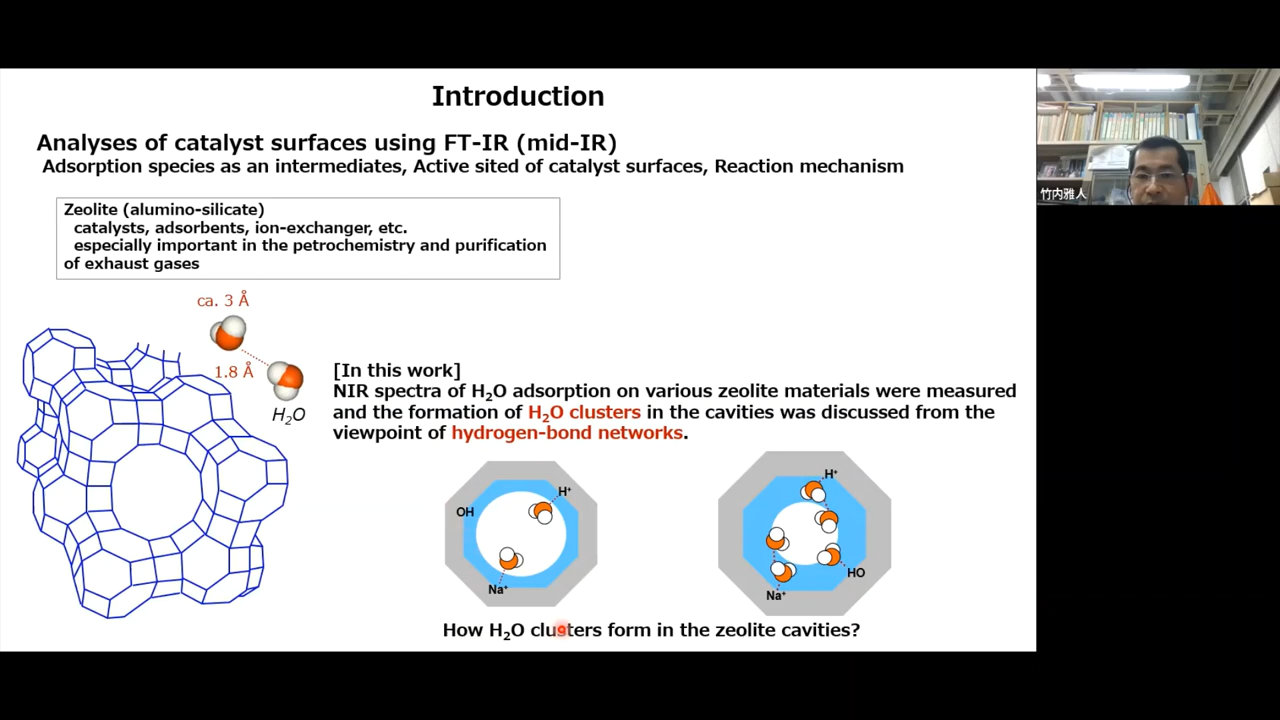 Introduction
Analyses of catalyst surfaces using FT-IR (mid-IR)
Adsorption species as an intermediates, Active sited of catalyst surfaces, Reaction mechanism
竹内雅人
Zeolite (alumino-silicate)
catalysts, adsorbents, ion-exchanger, etc.
especially important in the petrochemistry and purification
of exhaust gases
ca. 3 Å
1.8 Å
H₂O
[In this work]
NIR spectra of H₂O adsorption on various zeolite materials were measured
and the formation of H₂O clusters in the cavities was discussed from the
viewpoint of hydrogen-bond networks.
OH
H⁺
Na⁺
H⁺
HO
Na⁺
How H₂O clusters form in the zeolite cavities?